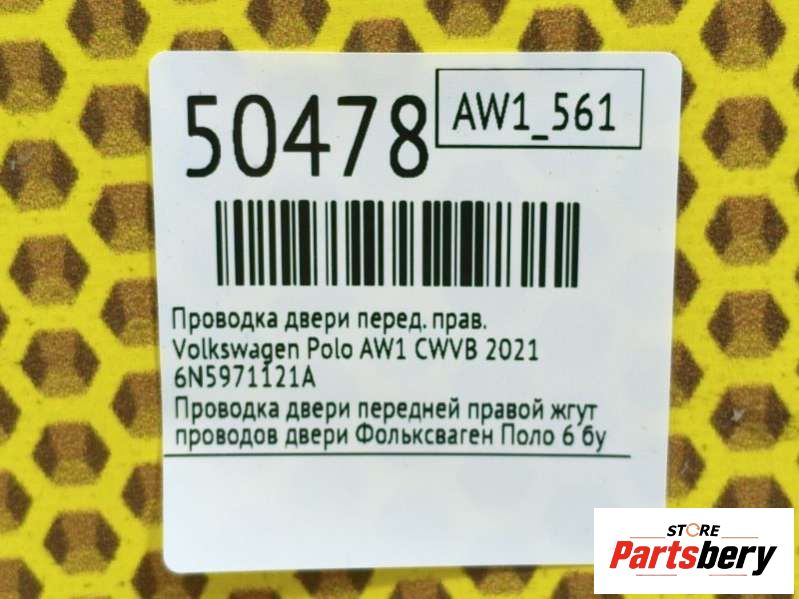 50478
AW1_561
Проводка двери перед. прав.
Volkswagen Polo AW1 CWVB 2021
6N5971121A
Проводка двери передней правой жгут
проводов двери Фольксваген Поло 6 бу
STORE
Partsbery